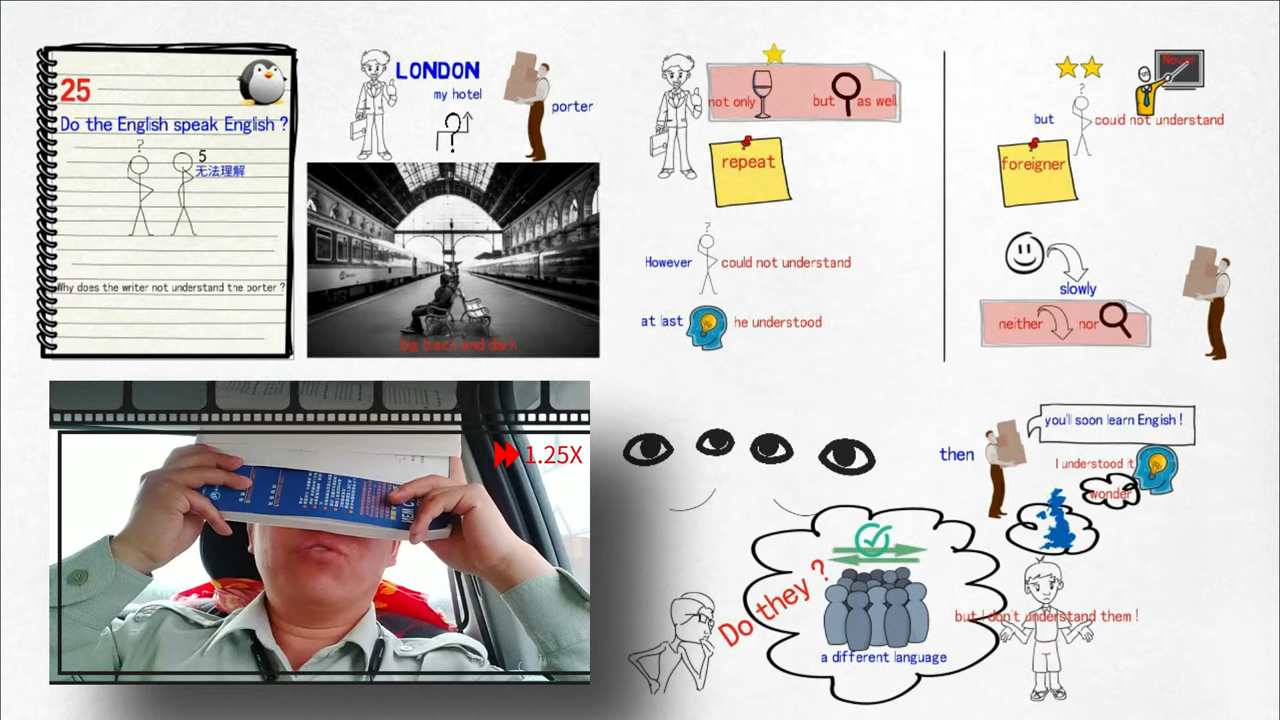 25
Do the English speak English ?
?
5
无法理解
Why does the writer not understand the porter ?
LONDON
my hotel
porter
big black and dark
not only
but
as well
repeat
?
However
could not understand
at last
he understood
Never
?
but
could not understand
foreigner
slowly
neither
nor
1.25X
then
you'll soon learn Engish !
I understood it
wonder
Do they ?
a different language
but I don't understand them !